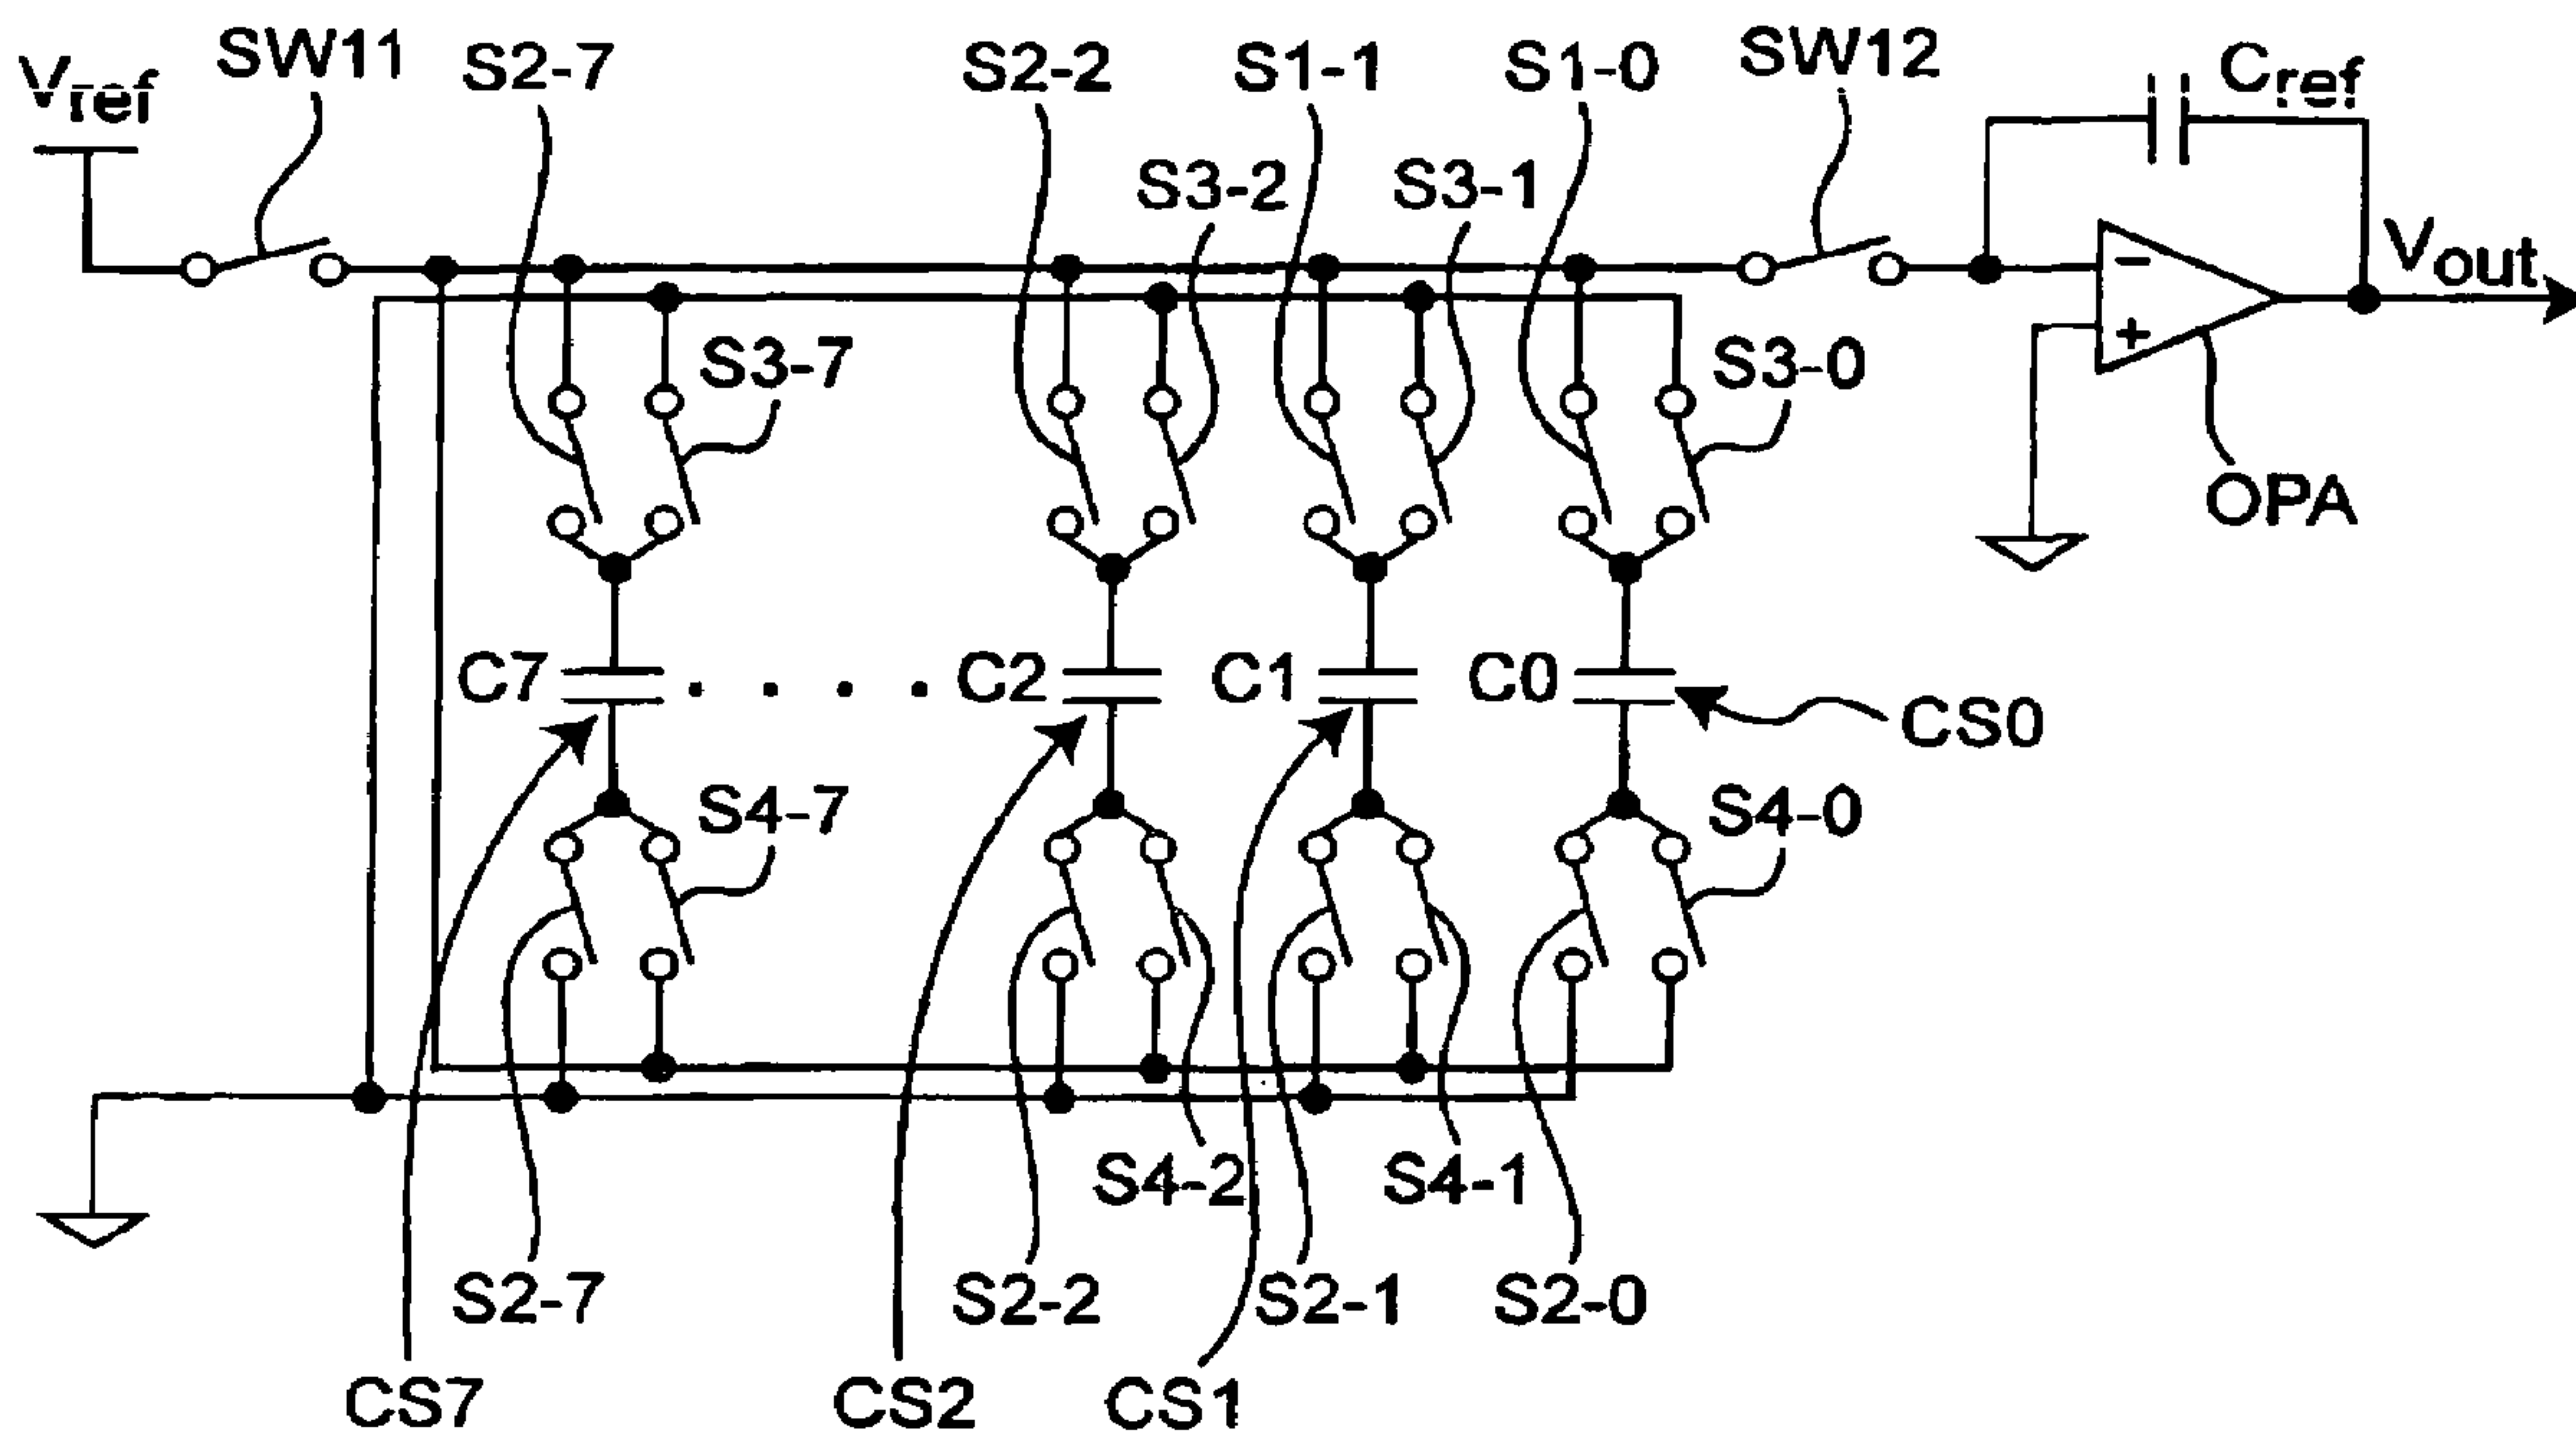 Vref SW11 S2-7 S2-2 S1-1 S1-0 SW12 Cref
S3-2 S3-1
Vout
S3-7 S3-0
− +
OPA
C7 . . . . C2 C1 C0 CS0
S4-7 S4-0
S4-2 S4-1
S2-7 S2-2 S2-1 S2-0
CS7 CS2 CS1